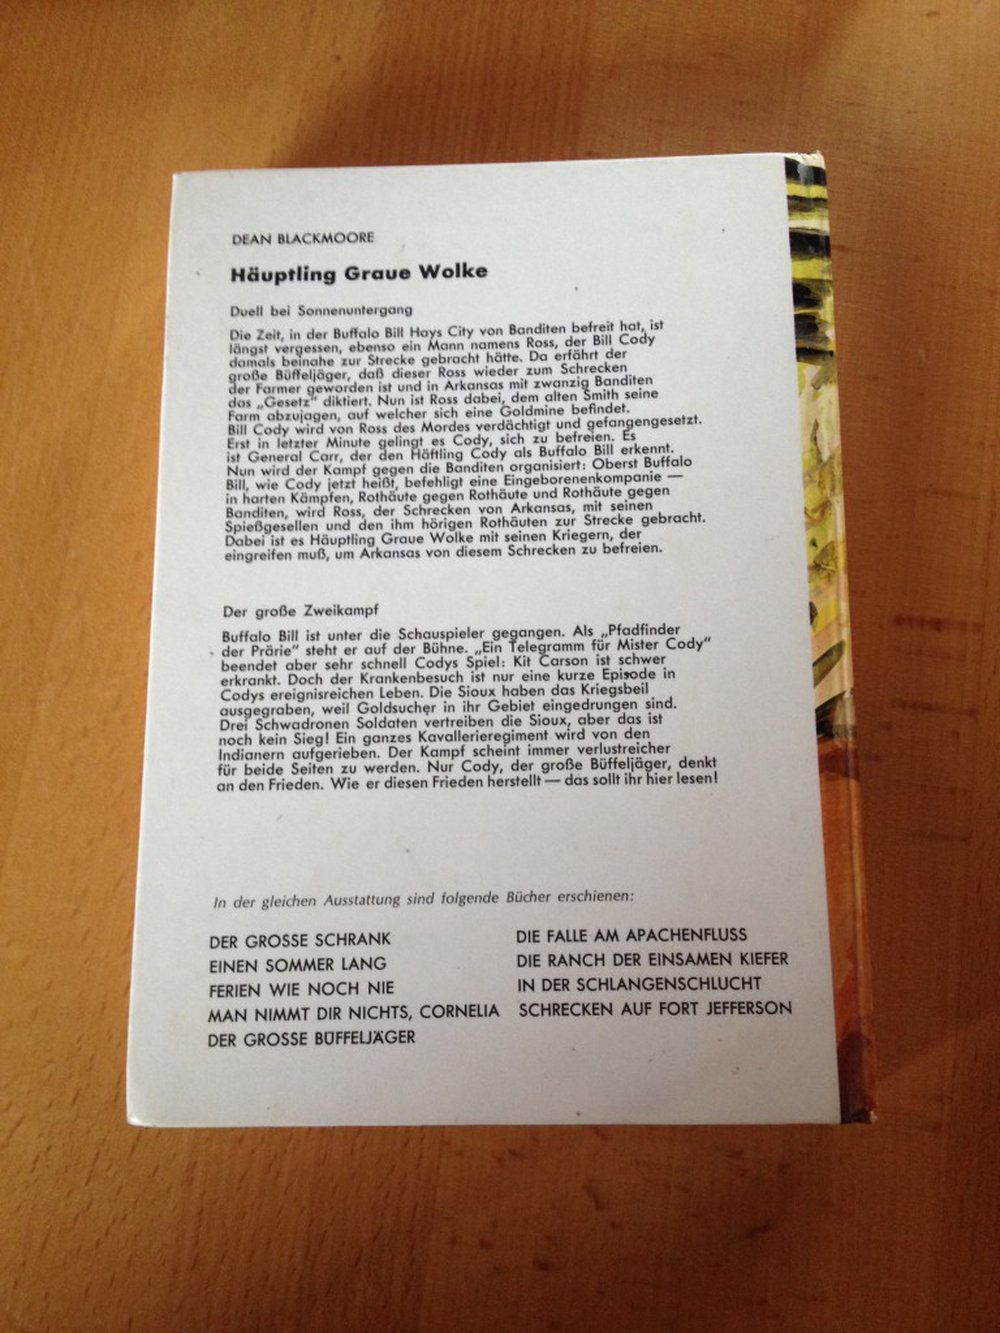 DEAN BLACKMOORE
Häuptling Graue Wolke
Duell bei Sonnenuntergang
Die Zeit, in der Buffalo Bill Hays City von Banditen befreit hat, ist
längst vergessen, ebenso ein Mann namens Ross, der Bill Cody
damals beinahe zur Strecke gebracht hätte. Da erfährt der
große Büffeljäger, daß dieser Ross wieder zum Schrecken
der Farmer geworden ist und in Arkansas mit zwanzig Banditen
das „Gesetz" diktiert. Nun ist Ross dabei, dem alten Smith seine
Farm abzujagen, auf welcher sich eine Goldmine befindet.
Bill Cody wird von Ross des Mordes verdächtigt und gefangengesetzt.
Erst in letzter Minute gelingt es Cody, sich zu befreien. Es
ist General Carr, der den Häftling Cody als Buffalo Bill erkennt.
Nun wird der Kampf gegen die Banditen organisiert: Oberst Buffalo
Bill, wie Cody jetzt heißt, befehligt eine Eingeborenenkompanie —
in harten Kämpfen, Rothäute gegen Rothäute und Rothäute gegen
Banditen, wird Ross, der Schrecken von Arkansas, mit seinen
Spießgesellen und den ihm hörigen Rothäuten zur Strecke gebracht.
Dabei ist es Häuptling Graue Wolke mit seinen Kriegern, der
eingreifen muß, um Arkansas von diesem Schrecken zu befreien.
Der große Zweikampf
Buffalo Bill ist unter die Schauspieler gegangen. Als „Pfadfinder
der Prärie" steht er auf der Bühne. „Ein Telegramm für Mister Cody"
beendet aber sehr schnell Codys Spiel: Kit Carson ist schwer
erkrankt. Doch der Krankenbesuch ist nur eine kurze Episode in
Codys ereignisreichen Leben. Die Sioux haben das Kriegsbeil
ausgegraben, weil Goldsucher in ihr Gebiet eingedrungen sind.
Drei Schwadronen Soldaten vertreiben die Sioux, aber das ist
noch kein Sieg! Ein ganzes Kavallerieregiment wird von den
Indianern aufgerieben. Der Kampf scheint immer verlustreicher
für beide Seiten zu werden. Nur Cody, der große Büffeljäger, denkt
an den Frieden. Wie er diesen Frieden herstellt — das sollt ihr hier lesen!
In der gleichen Ausstattung sind folgende Bücher erschienen:
DER GROSSE SCHRANK
EINEN SOMMER LANG
FERIEN WIE NOCH NIE
MAN NIMMT DIR NICHTS, CORNELIA
DER GROSSE BÜFFELJÄGER
DIE FALLE AM APACHENFLUSS
DIE RANCH DER EINSAMEN KIEFER
IN DER SCHLANGENSCHLUCHT
SCHRECKEN AUF FORT JEFFERSON